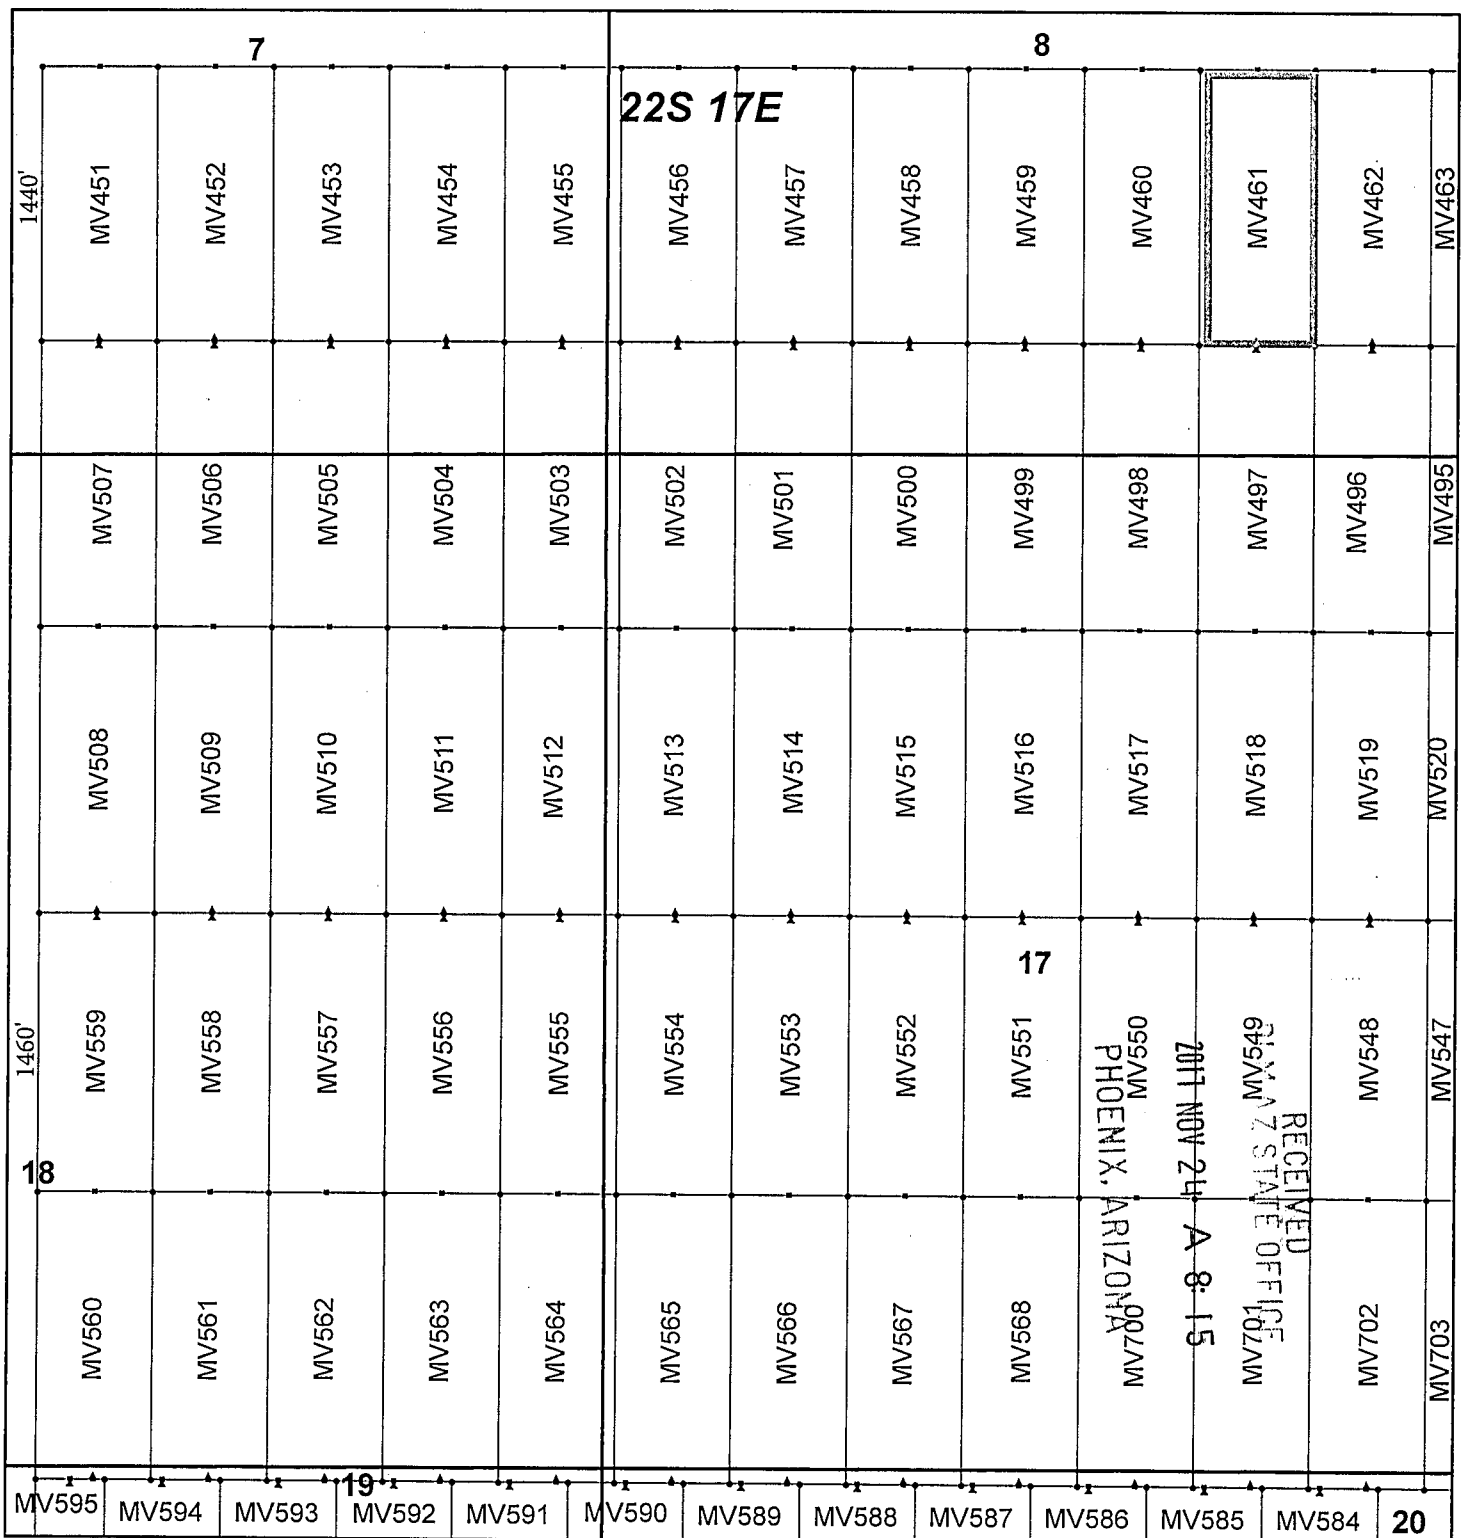 7 8
22S 17E
1440' MV451 MV452 MV453 MV454 MV455 MV456 MV457 MV458 MV459 MV460 MV461 MV462 MV463
MV507 MV506 MV505 MV504 MV503 MV502 MV501 MV500 MV499 MV498 MV497 MV496 MV495
MV508 MV509 MV510 MV511 MV512 MV513 MV514 MV515 MV516 MV517 MV518 MV519 MV520
17
1460' MV559 MV558 MV557 MV556 MV555 MV554 MV553 MV552 MV551 MV550 MV549 MV548 MV547
18
RECEIVED
AZ STATE OFFICE
2017 NOV 24 A 8:15
PHOENIX, ARIZONA
MV560 MV561 MV562 MV563 MV564 MV565 MV566 MV567 MV568 MV700 MV701 MV702 MV703
19
MV595 MV594 MV593 MV592 MV591 MV590 MV589 MV588 MV587 MV586 MV585 MV584 20